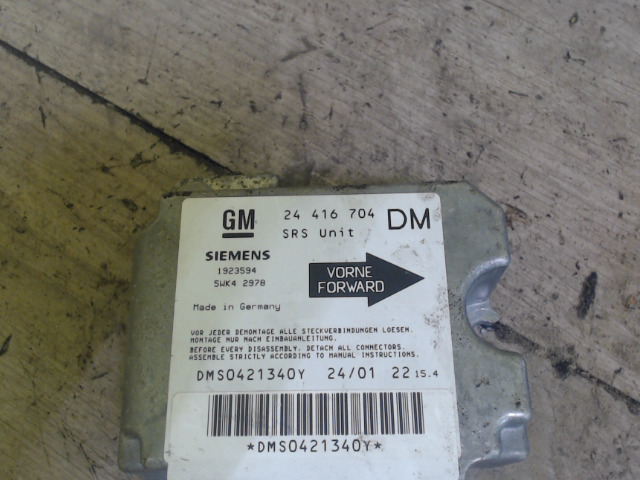 GM 24 416 704 DM
SRS Unit
SIEMENS
1923594
5WK4 2978
VORNE
FORWARD
Made in Germany
VOR JEDER DEMONTAGE ALLE STECKVERBINDUNGEN LOESEN.
MONTAGE NUR NACH EINBAUANLEITUNG.
BEFORE EVERY DISASSEMBLY, DETACH ALL CONNECTORS.
ASSEMBLE STRICTLY ACCORDING TO MANUAL INSTRUCTIONS.
DMS0421340Y 24/01 22 15.4
*DMS0421340Y*